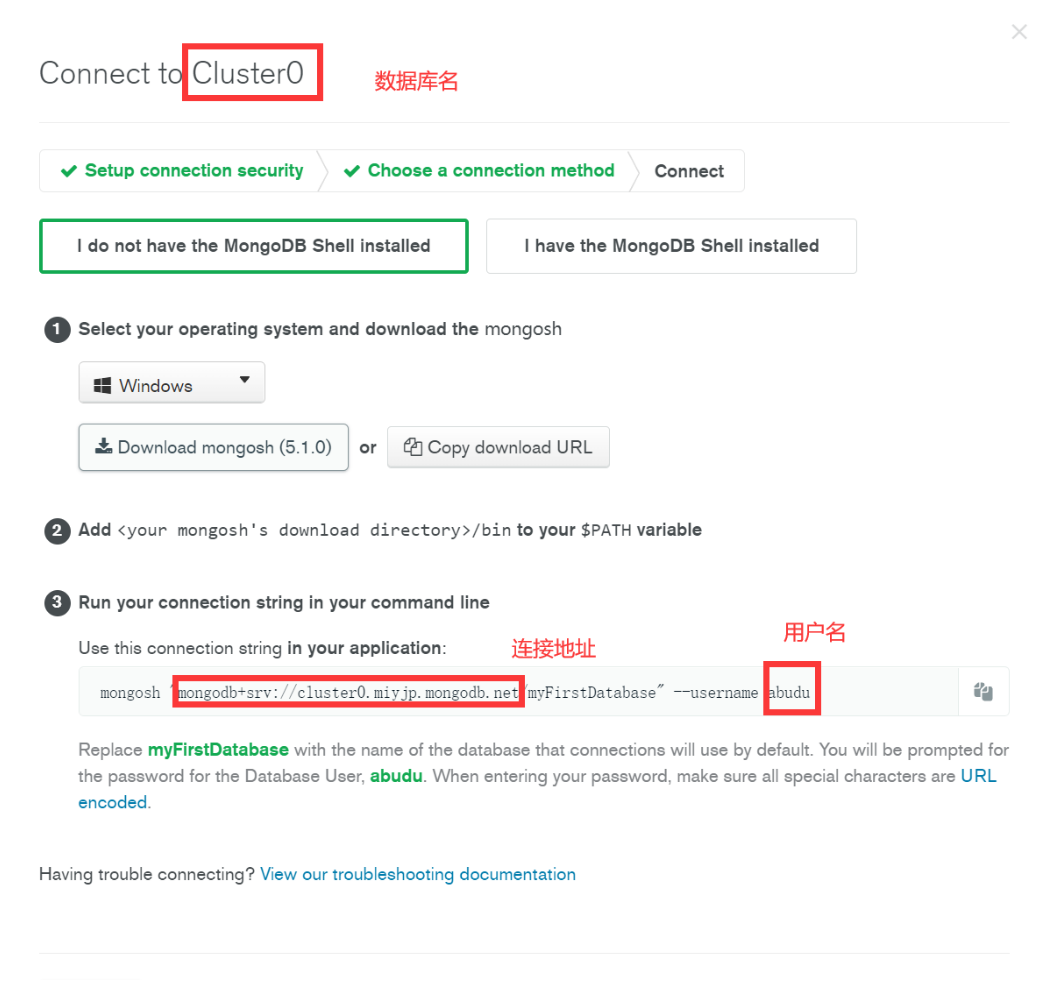 Connect to Cluster0
数据库名
Setup connection security
Choose a connection method
Connect
I do not have the MongoDB Shell installed
I have the MongoDB Shell installed
1 Select your operating system and download the mongosh
Windows
Download mongosh (5.1.0) or Copy download URL
2 Add <your mongosh's download directory>/bin to your $PATH variable
3 Run your connection string in your command line
用户名
Use this connection string in your application:
连接地址
mongosh "mongodb+srv://cluster0.miyjp.mongodb.net/myFirstDatabase" --username abudu
Replace myFirstDatabase with the name of the database that connections will use by default. You will be prompted for
the password for the Database User, abudu. When entering your password, make sure all special characters are URL
encoded.
Having trouble connecting? View our troubleshooting documentation